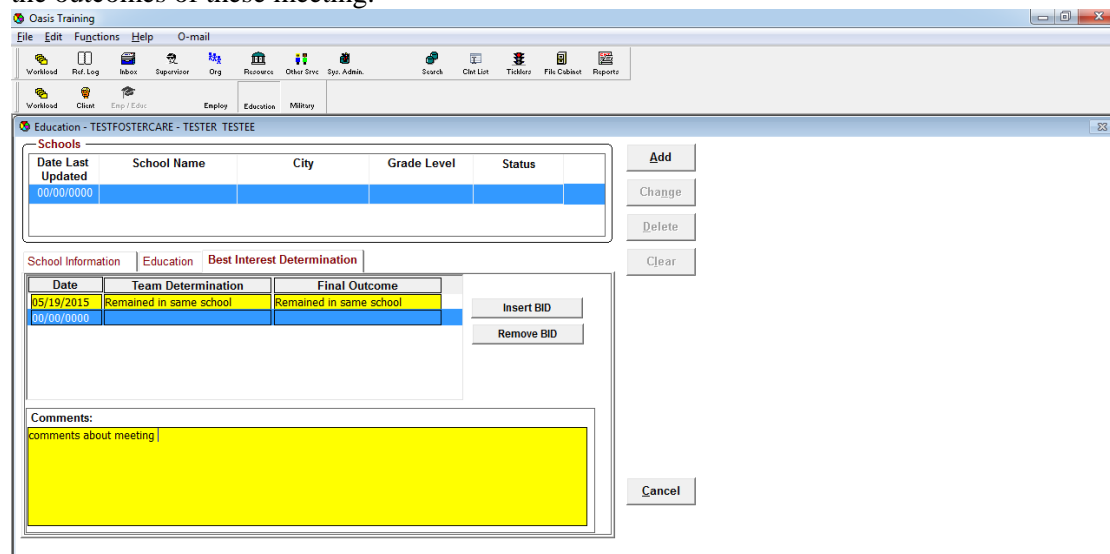 the outcomes of these meeting.
Oasis Training
File Edit Functions Help O-mail
Workload Ref. Log Inbox Supervisor Org Resource Other Srvc Sys. Admin. Search Clnt List Ticklers File Cabinet Reports
Workload Client Emp / Educ Employ Education Military
Education - TESTFOSTERCARE - TESTER TESTEE
Schools
Date Last Updated School Name City Grade Level Status
00/00/0000
Add
Change
Delete
Clear
School Information Education Best Interest Determination
Date Team Determination Final Outcome
05/19/2015 Remained in same school Remained in same school
00/00/0000
Insert BID
Remove BID
Comments:
comments about meeting
Cancel